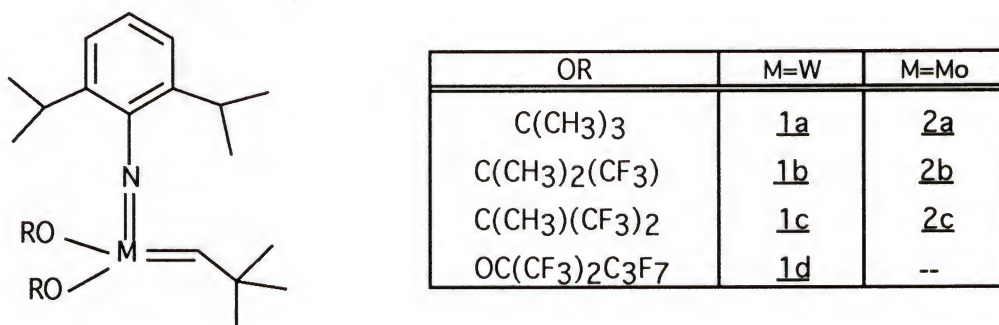 N
RO
M
RO
OR M=W M=Mo
C(CH3)3 1a 2a
C(CH3)2(CF3) 1b 2b
C(CH3)(CF3)2 1c 2c
OC(CF3)2C3F7 1d --